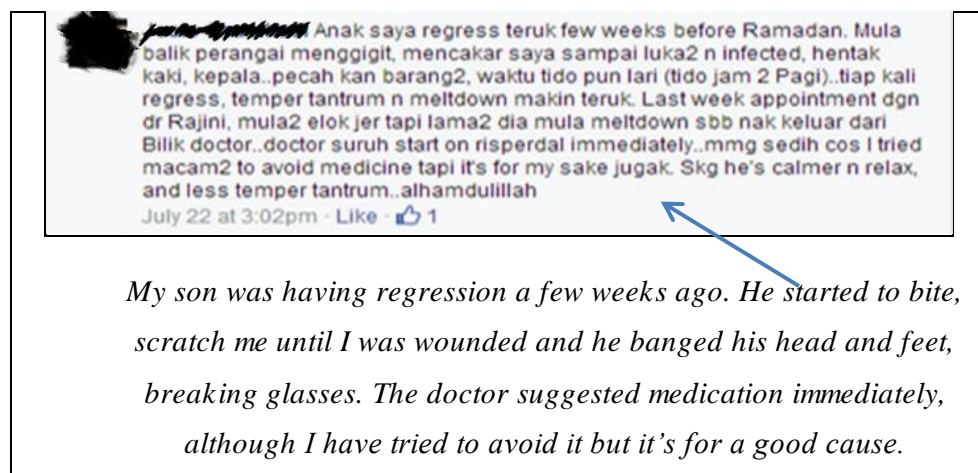 Anak saya regress teruk few weeks before Ramadan. Mula
balik perangai menggigit, mencakar saya sampai luka2 n infected, hentak
kaki, kepala..pecah kan barang2, waktu tido pun lari (tido jam 2 Pagi)..tiap kali
regress, temper tantrum n meltdown makin teruk. Last week appointment dgn
dr Rajini, mula2 elok jer tapi lama2 dia mula meltdown sbb nak keluar dari
Bilik doctor..doctor suruh start on risperdal immediately..mmg sedih cos I tried
macam2 to avoid medicine tapi it's for my sake jugak. Skg he's calmer n relax,
and less temper tantrum..alhamdulillah
July 22 at 3:02pm · Like · 1
My son was having regression a few weeks ago. He started to bite,
scratch me until I was wounded and he banged his head and feet,
breaking glasses. The doctor suggested medication immediately,
although I have tried to avoid it but it's for a good cause.